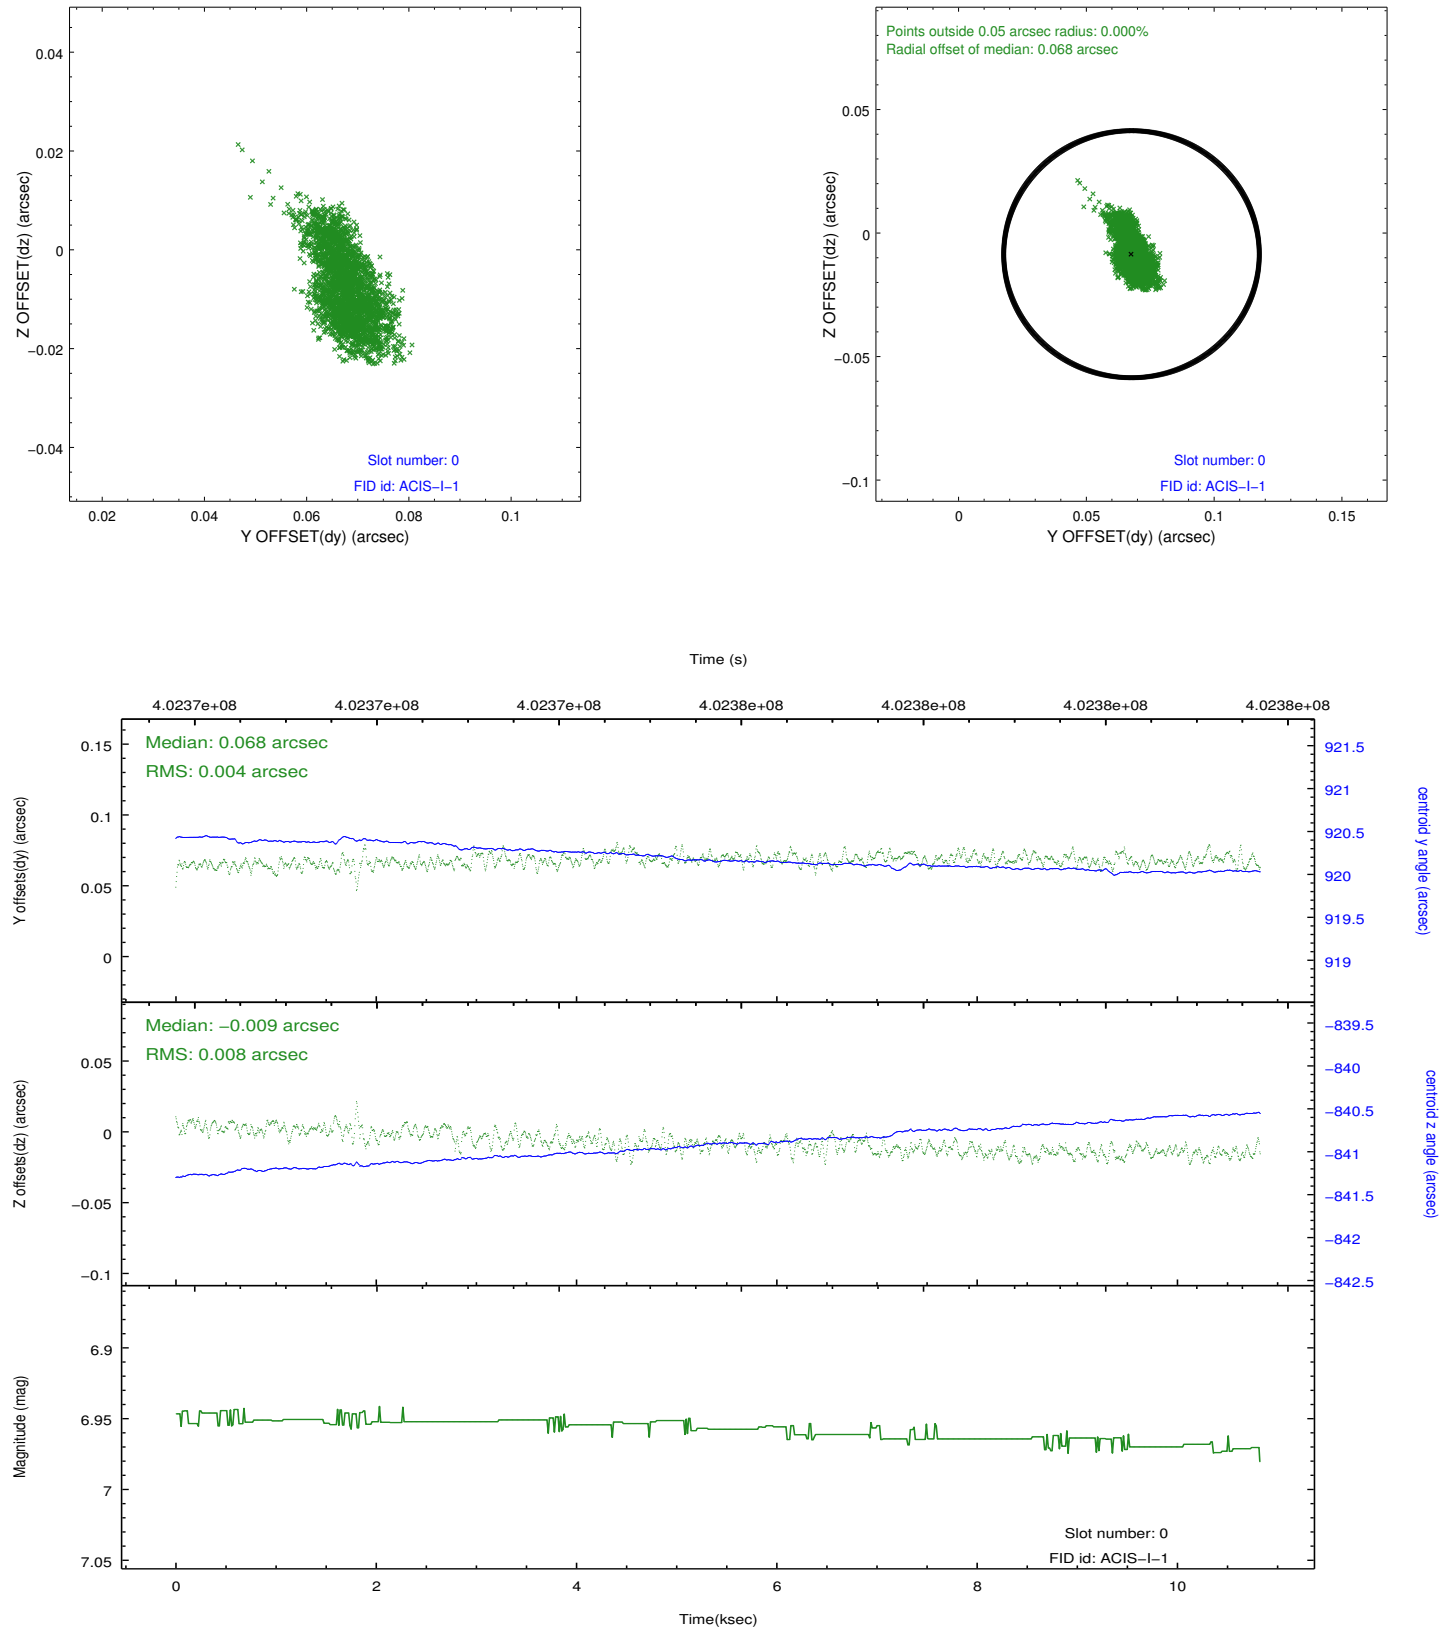 0.04
0.02
0
−0.02
−0.04
Z OFFSET(dz) (arcsec)
Slot number: 0
FID id: ACIS−I−1
0.02
0.04
0.06
0.08
0.1
Y OFFSET(dy) (arcsec)
Points outside 0.05 arcsec radius: 0.000%
Radial offset of median: 0.068 arcsec
0.05
0
−0.05
−0.1
Z OFFSET(dz) (arcsec)
Slot number: 0
FID id: ACIS−I−1
0
0.05
0.1
0.15
Y OFFSET(dy) (arcsec)
Time (s)
4.0237e+08
4.0237e+08
4.0237e+08
4.0238e+08
4.0238e+08
4.0238e+08
4.0238e+08
Median: 0.068 arcsec
RMS: 0.004 arcsec
0.15
0.1
0.05
0
Y offsets(dy) (arcsec)
921.5
921
920.5
920
919.5
919
centroid y angle (arcsec)
Median: −0.009 arcsec
RMS: 0.008 arcsec
0.05
0
−0.05
−0.1
Z offsets(dz) (arcsec)
−839.5
−840
−840.5
−841
−841.5
−842
−842.5
centroid z angle (arcsec)
6.9
6.95
7
7.05
Magnitude (mag)
Slot number: 0
FID id: ACIS−I−1
0
2
4
6
8
10
Time(ksec)